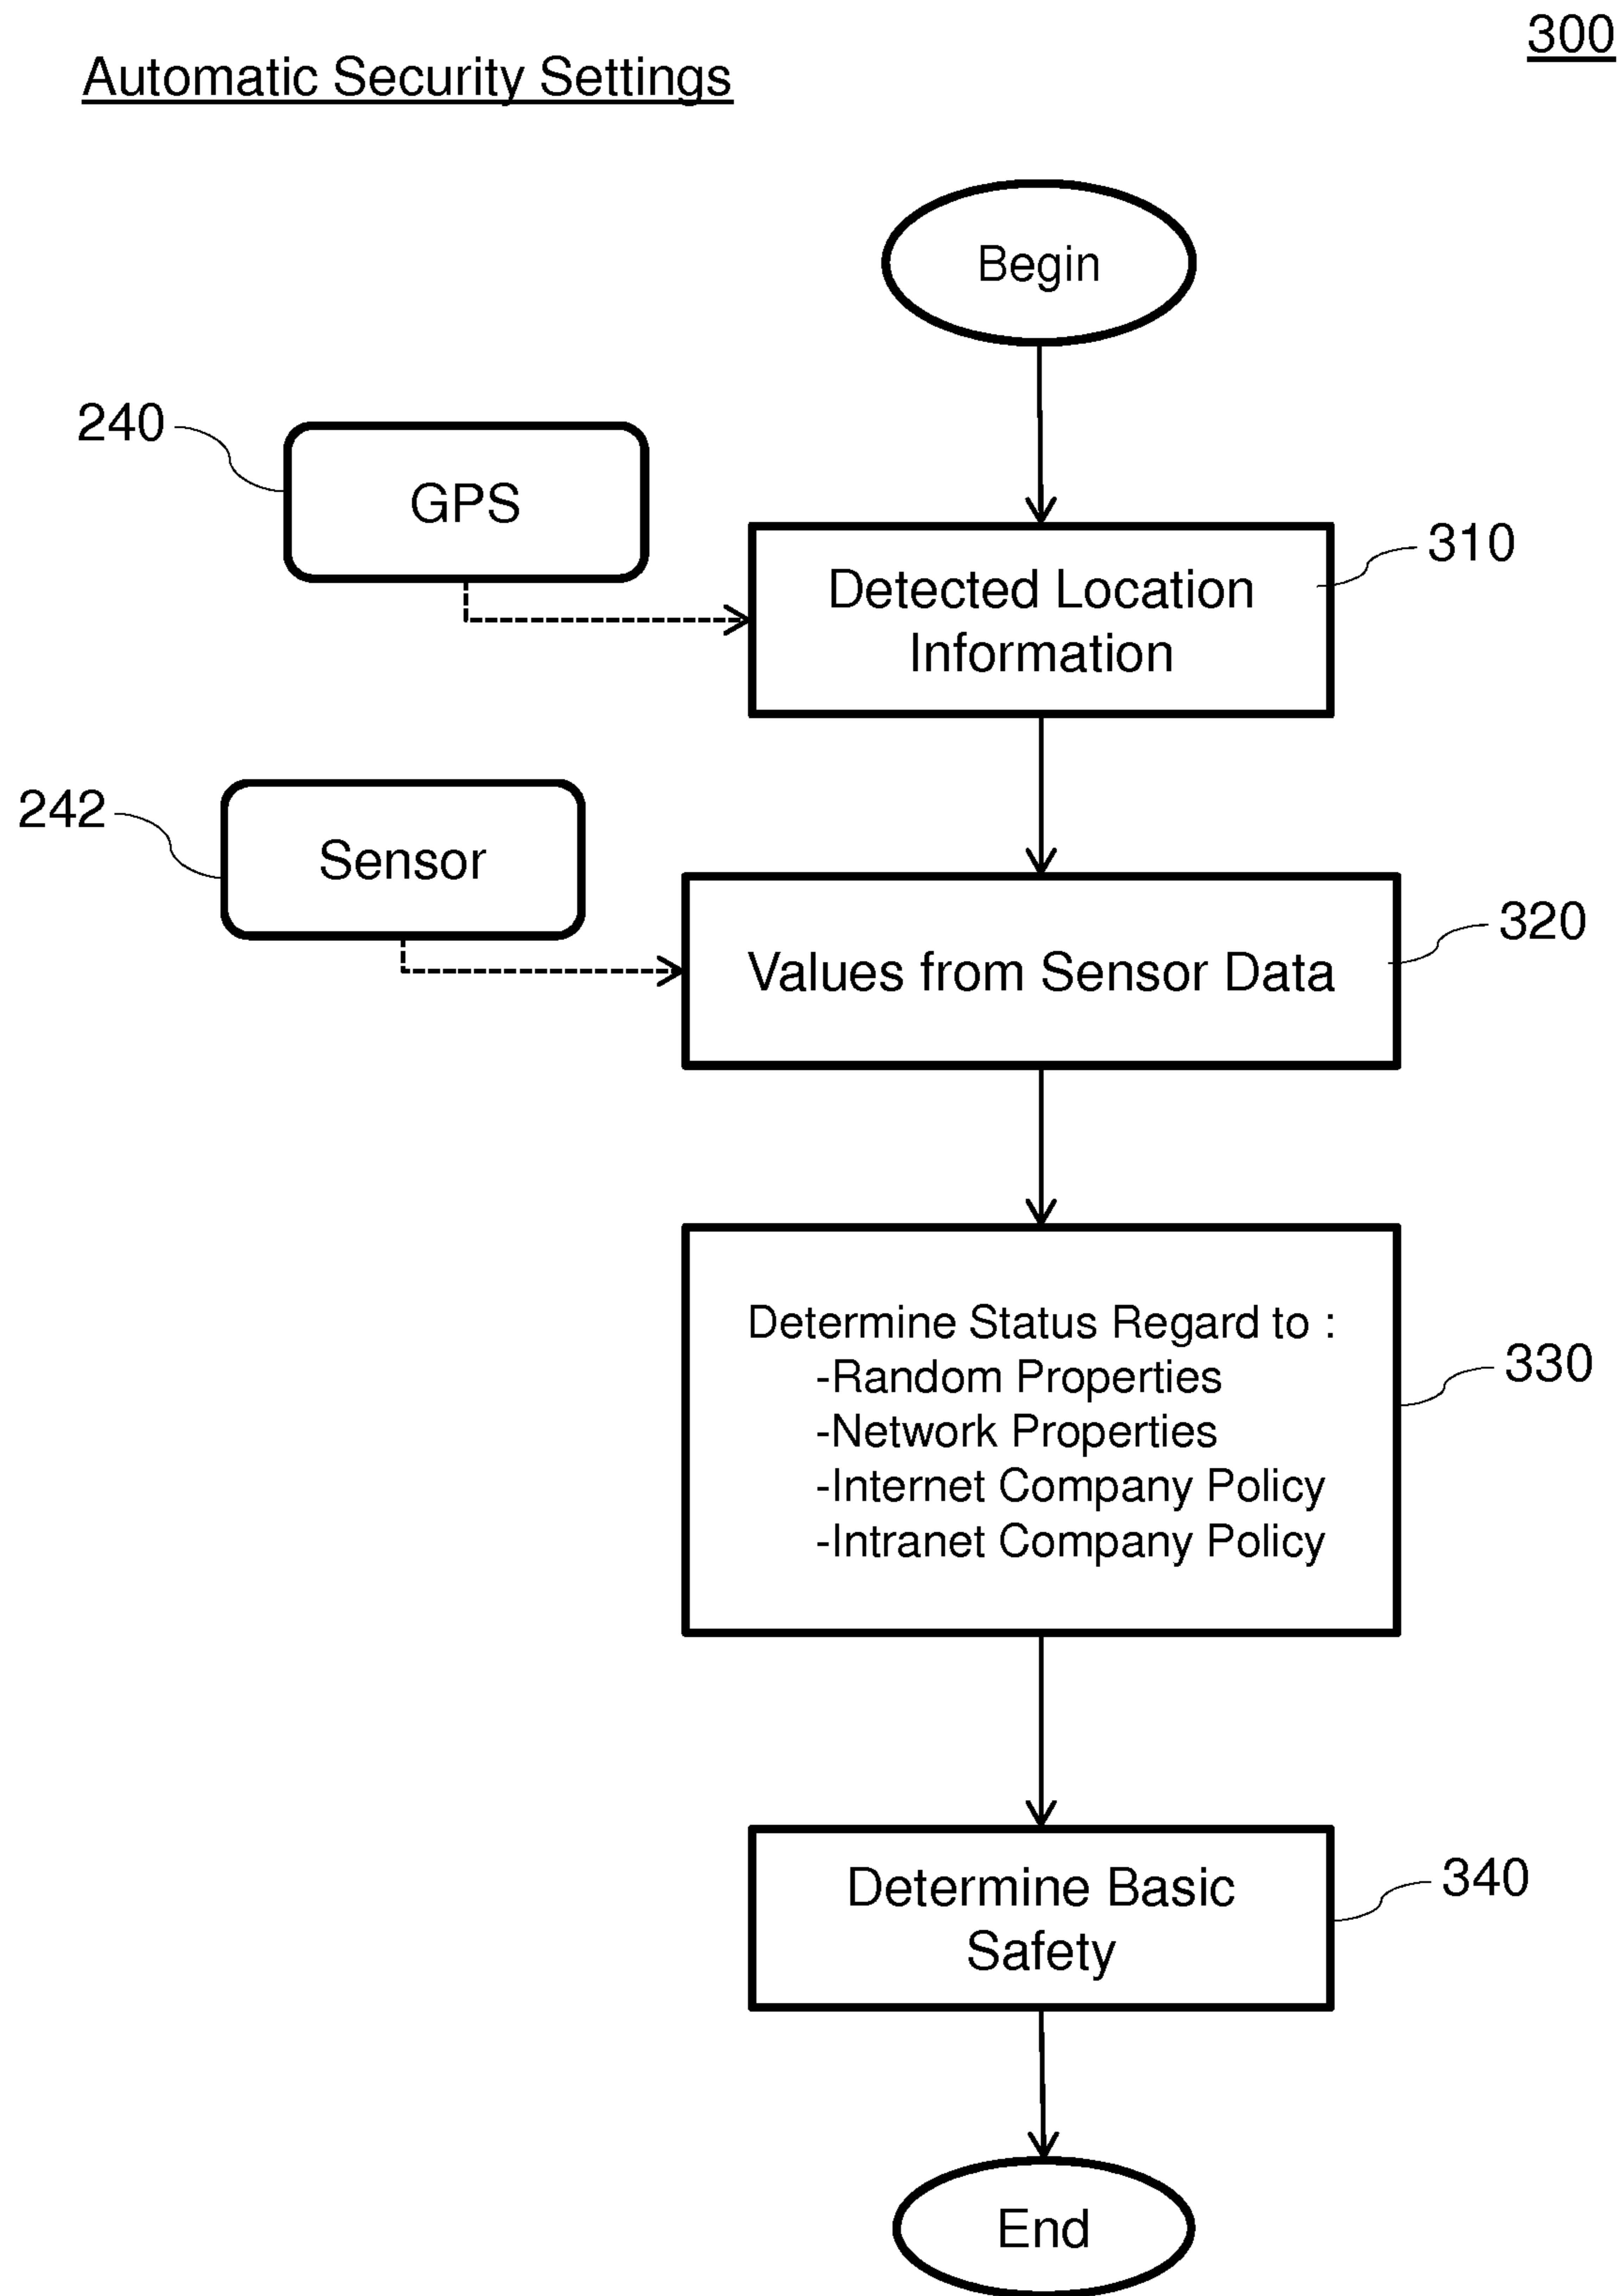 300
Automatic Security Settings
Begin
240
GPS
310
Detected Location
Information
242
Sensor
320
Values from Sensor Data
Determine Status Regard to :
-Random Properties
330
-Network Properties
-Internet Company Policy
-Intranet Company Policy
340
Determine Basic
Safety
End